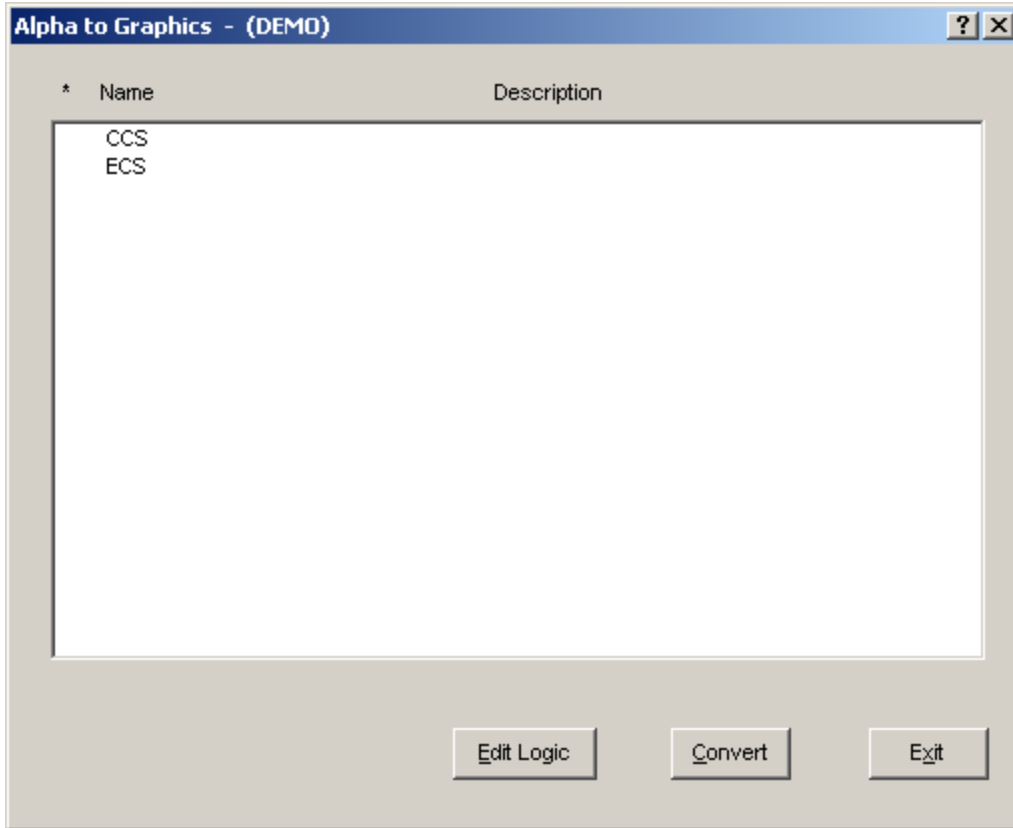 Alpha to Graphics - (DEMO)
* Name Description
CCS
ECS
Edit Logic Convert Exit